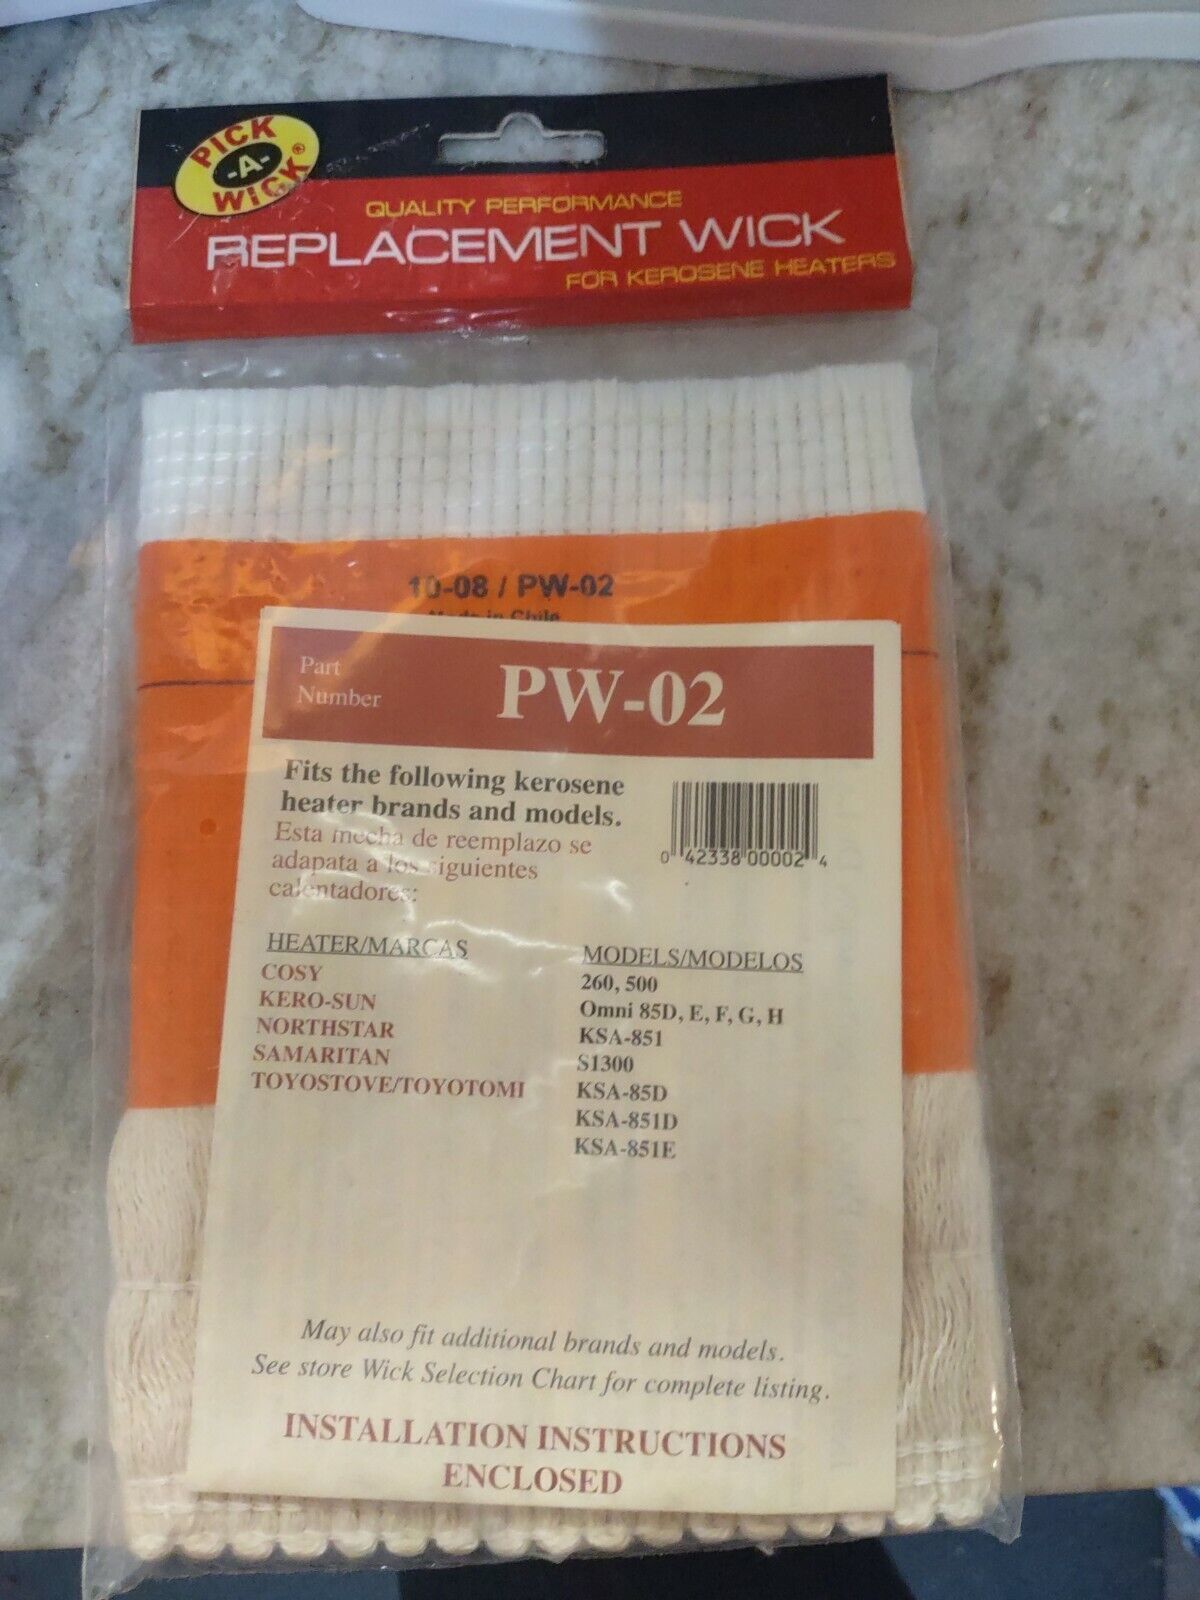 PICK
-A-
WICK®
QUALITY PERFORMANCE
REPLACEMENT WICK
FOR KEROSENE HEATERS
10-08 / PW-02
Made in Chile
Part
Number
PW-02
Fits the following kerosene
heater brands and models.
Esta mecha de reemplazo se
adapata a los siguientes
calentadores:
0 42338 00002 4
HEATER/MARCAS
COSY
KERO-SUN
NORTHSTAR
SAMARITAN
TOYOSTOVE/TOYOTOMI
MODELS/MODELOS
260, 500
Omni 85D, E, F, G, H
KSA-851
S1300
KSA-85D
KSA-851D
KSA-851E
May also fit additional brands and models.
See store Wick Selection Chart for complete listing.
INSTALLATION INSTRUCTIONS
ENCLOSED